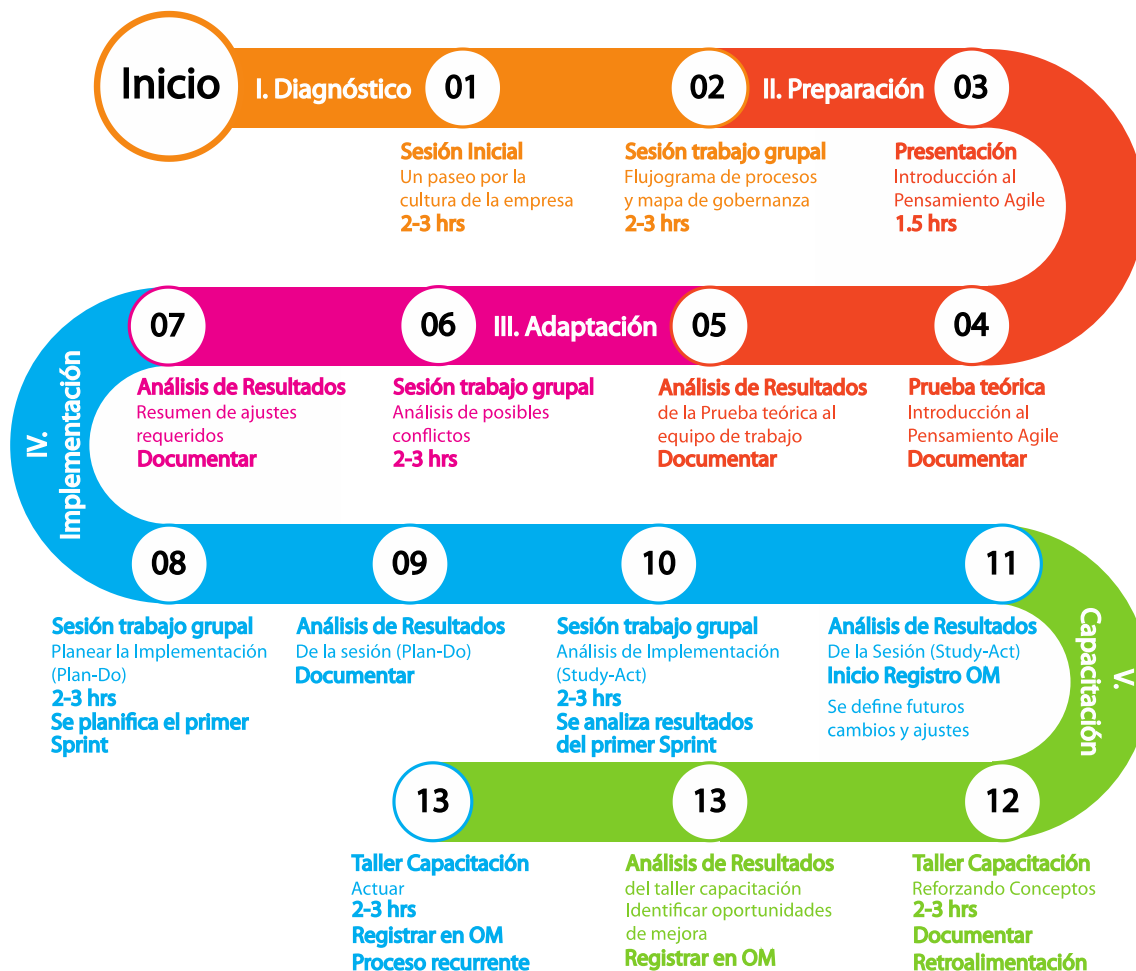 Inicio
I. Diagnóstico
01
02
II. Preparación
03
Sesión Inicial
Un paseo por la
cultura de la empresa
2-3 hrs
Sesión trabajo grupal
Flujograma de procesos
y mapa de gobernanza
2-3 hrs
Presentación
Introducción al
Pensamiento Agile
1.5 hrs
07
06
III. Adaptación
05
04
Análisis de Resultados
Resumen de ajustes
requeridos
Documentar
Sesión trabajo grupal
Análisis de posibles
conflictos
2-3 hrs
Análisis de Resultados
de la Prueba teórica al
equipo de trabajo
Documentar
Prueba teórica
Introducción al
Pensamiento Agile
Documentar
IV.
Implementación
08
09
10
11
Sesión trabajo grupal
Planear la Implementación
(Plan-Do)
2-3 hrs
Se planifica el primer
Sprint
Análisis de Resultados
De la sesión (Plan-Do)
Documentar
Sesión trabajo grupal
Análisis de Implementación
(Study-Act)
2-3 hrs
Se analiza resultados
del primer Sprint
Análisis de Resultados
De la Sesión (Study-Act)
Inicio Registro OM
Se define futuros
cambios y ajustes
V.
Capacitación
13
13
12
Taller Capacitación
Actuar
2-3 hrs
Registrar en OM
Proceso recurrente
Análisis de Resultados
del taller capacitación
Identificar oportunidades
de mejora
Registrar en OM
Taller Capacitación
Reforzando Conceptos
2-3 hrs
Documentar
Retroalimentación